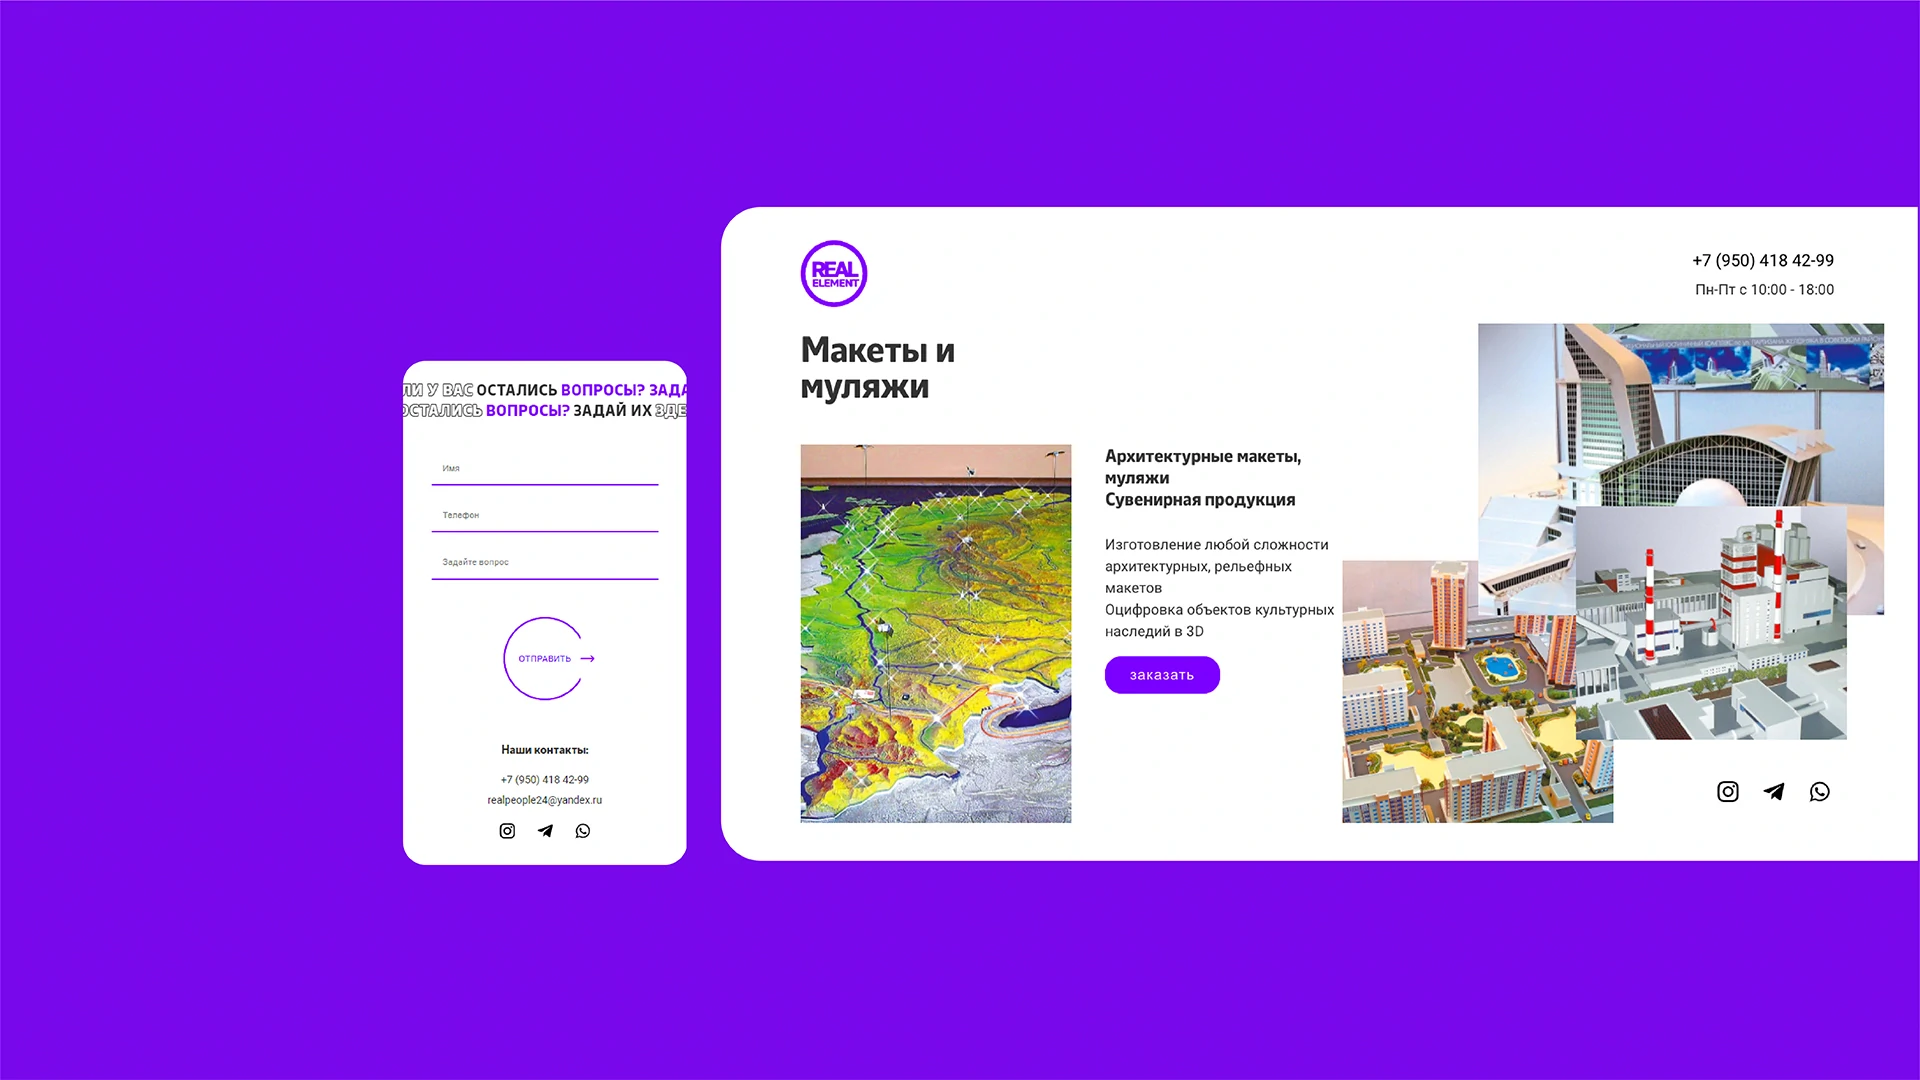 ЛИ У ВАС ОСТАЛИСЬ ВОПРОСЫ? ЗАДА
ОСТАЛИСЬ ВОПРОСЫ? ЗАДАЙ ИХ ЗДЕ
Имя
Телефон
Задайте вопрос
ОТПРАВИТЬ
Наши контакты:
+7 (950) 418 42-99
realpeople24@yandex.ru
REAL
ELEMENT
+7 (950) 418 42-99
Пн-Пт с 10:00 - 18:00
Макеты и
муляжи
Архитектурные макеты,
муляжи
Сувенирная продукция
Изготовление любой сложности
архитектурных, рельефных
макетов
Оцифровка объектов культурных
наследий в 3D
заказать